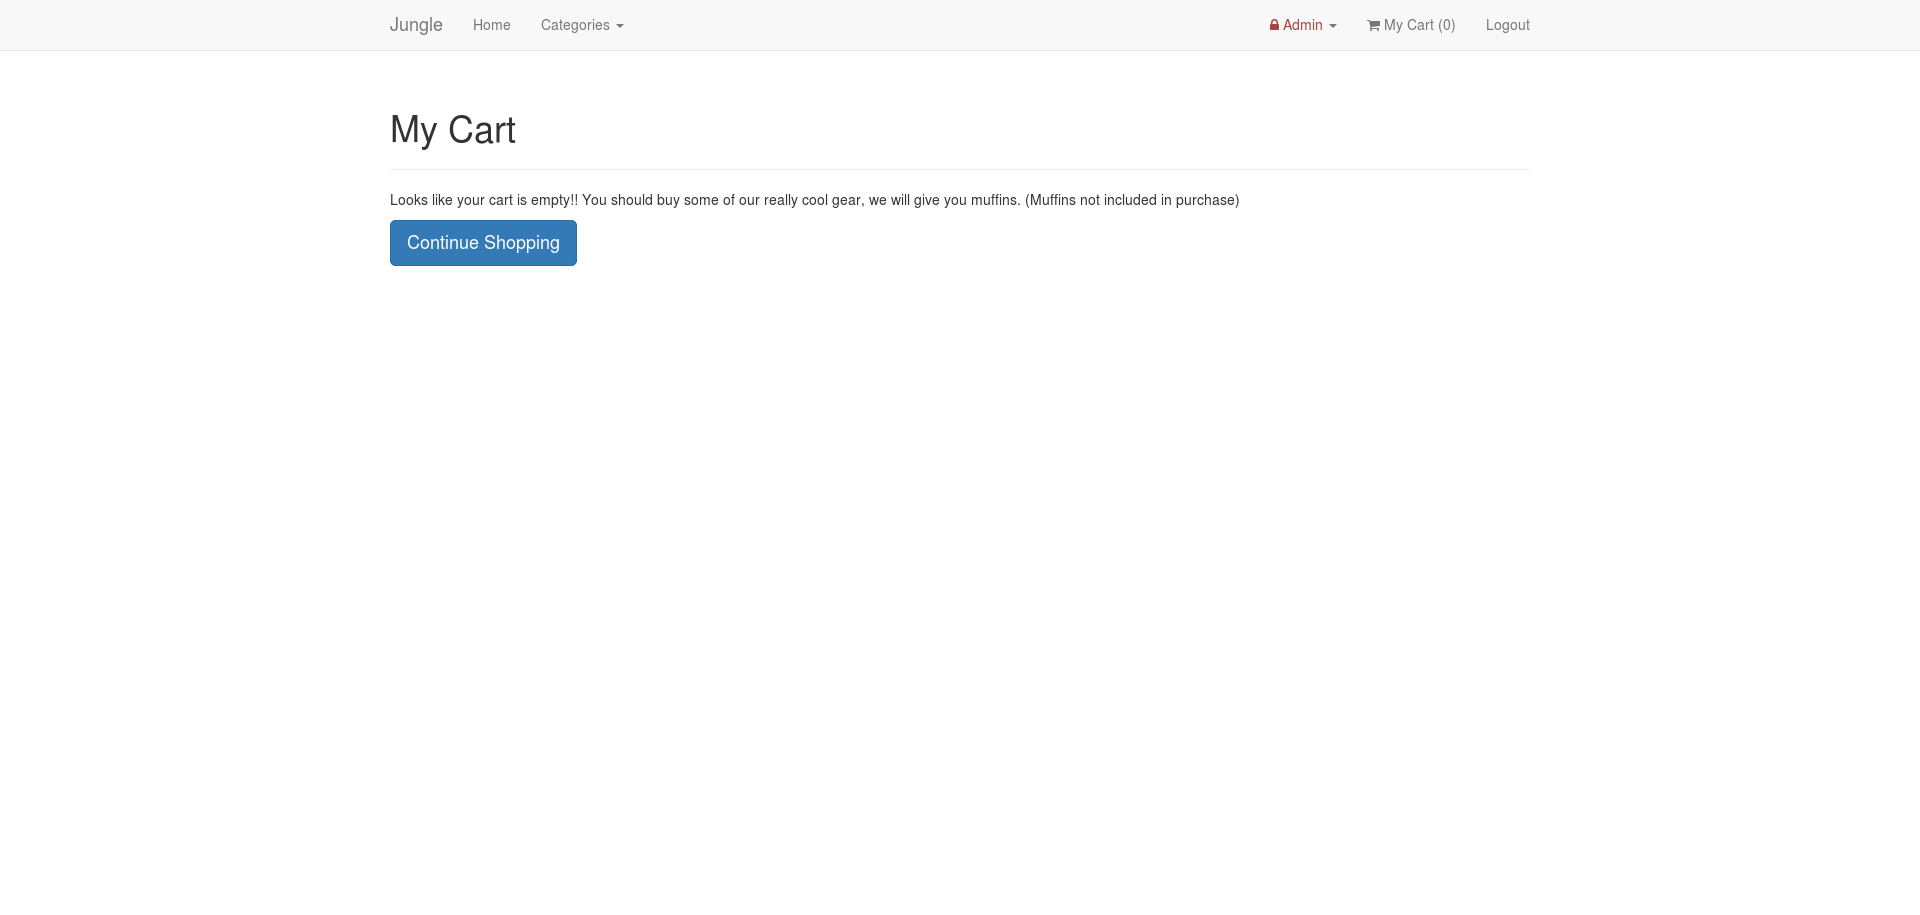 Jungle Home Categories Admin My Cart (0) Logout
My Cart
Looks like your cart is empty!! You should buy some of our really cool gear, we will give you muffins. (Muffins not included in purchase)
Continue Shopping